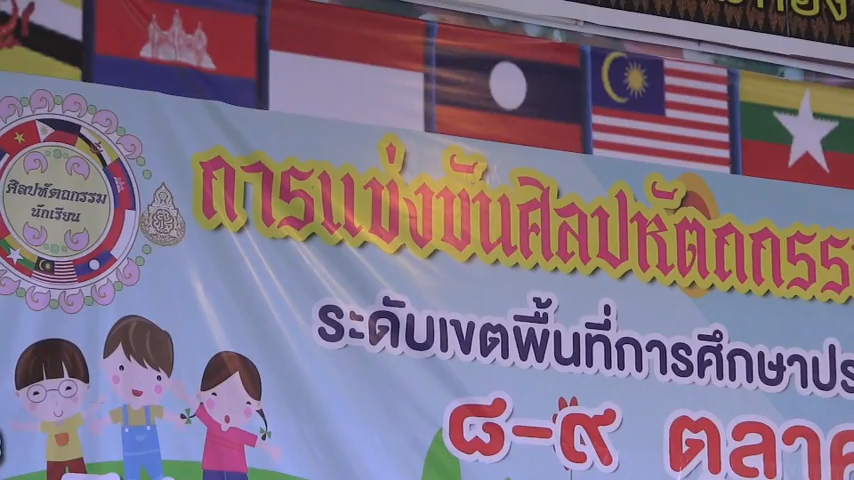 ศิลปหัตถกรรม
นักเรียน
การแข่งขันศิลปหัตถกรร
ระดับเขตพื้นที่การศึกษาประ
๘-๙ ตุลาค